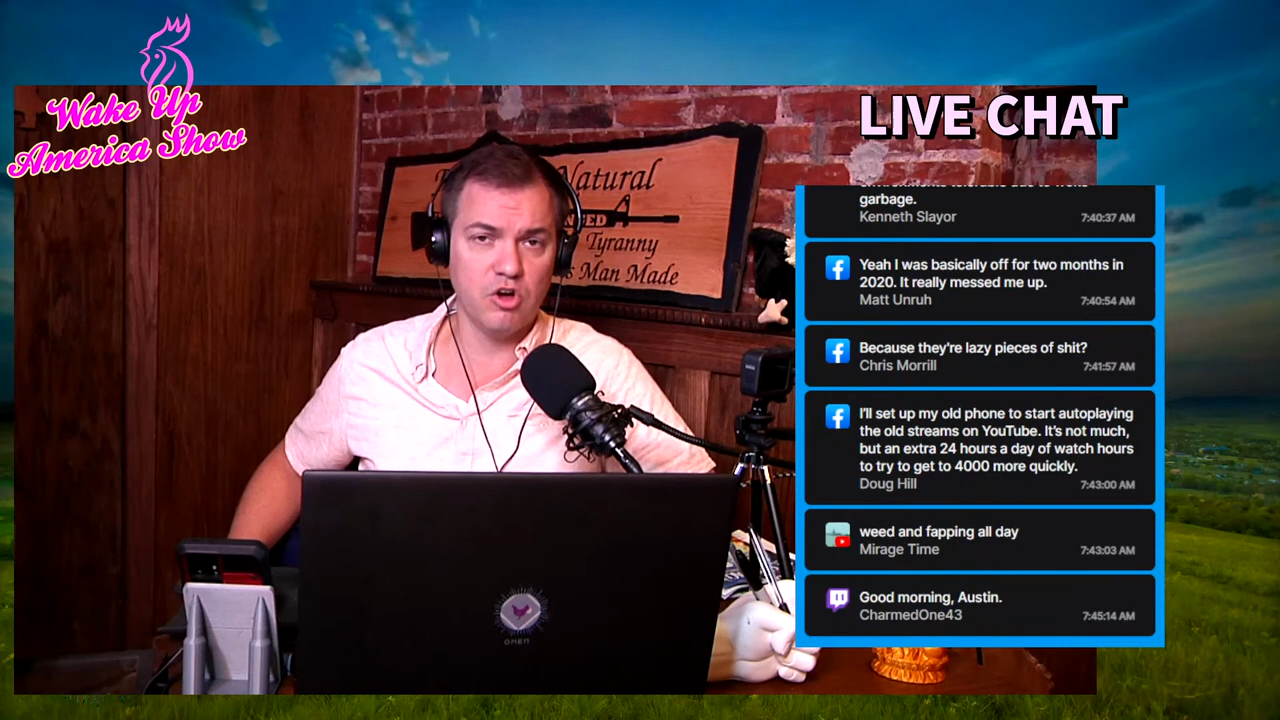 Wake Up
America Show
LIVE CHAT
Natural
Tyranny
Man Made
garbage.
Kenneth Slayor
7:40:37 AM
Yeah I was basically off for two months in
2020. It really messed me up.
Matt Unruh
7:40:54 AM
Because they're lazy pieces of shit?
Chris Morrill
7:41:57 AM
I'll set up my old phone to start autoplaying
the old streams on YouTube. It's not much,
but an extra 24 hours a day of watch hours
to try to get to 4000 more quickly.
Doug Hill
7:43:00 AM
weed and fapping all day
Mirage Time
7:43:03 AM
Good morning, Austin.
CharmedOne43
7:45:14 AM
OMEN